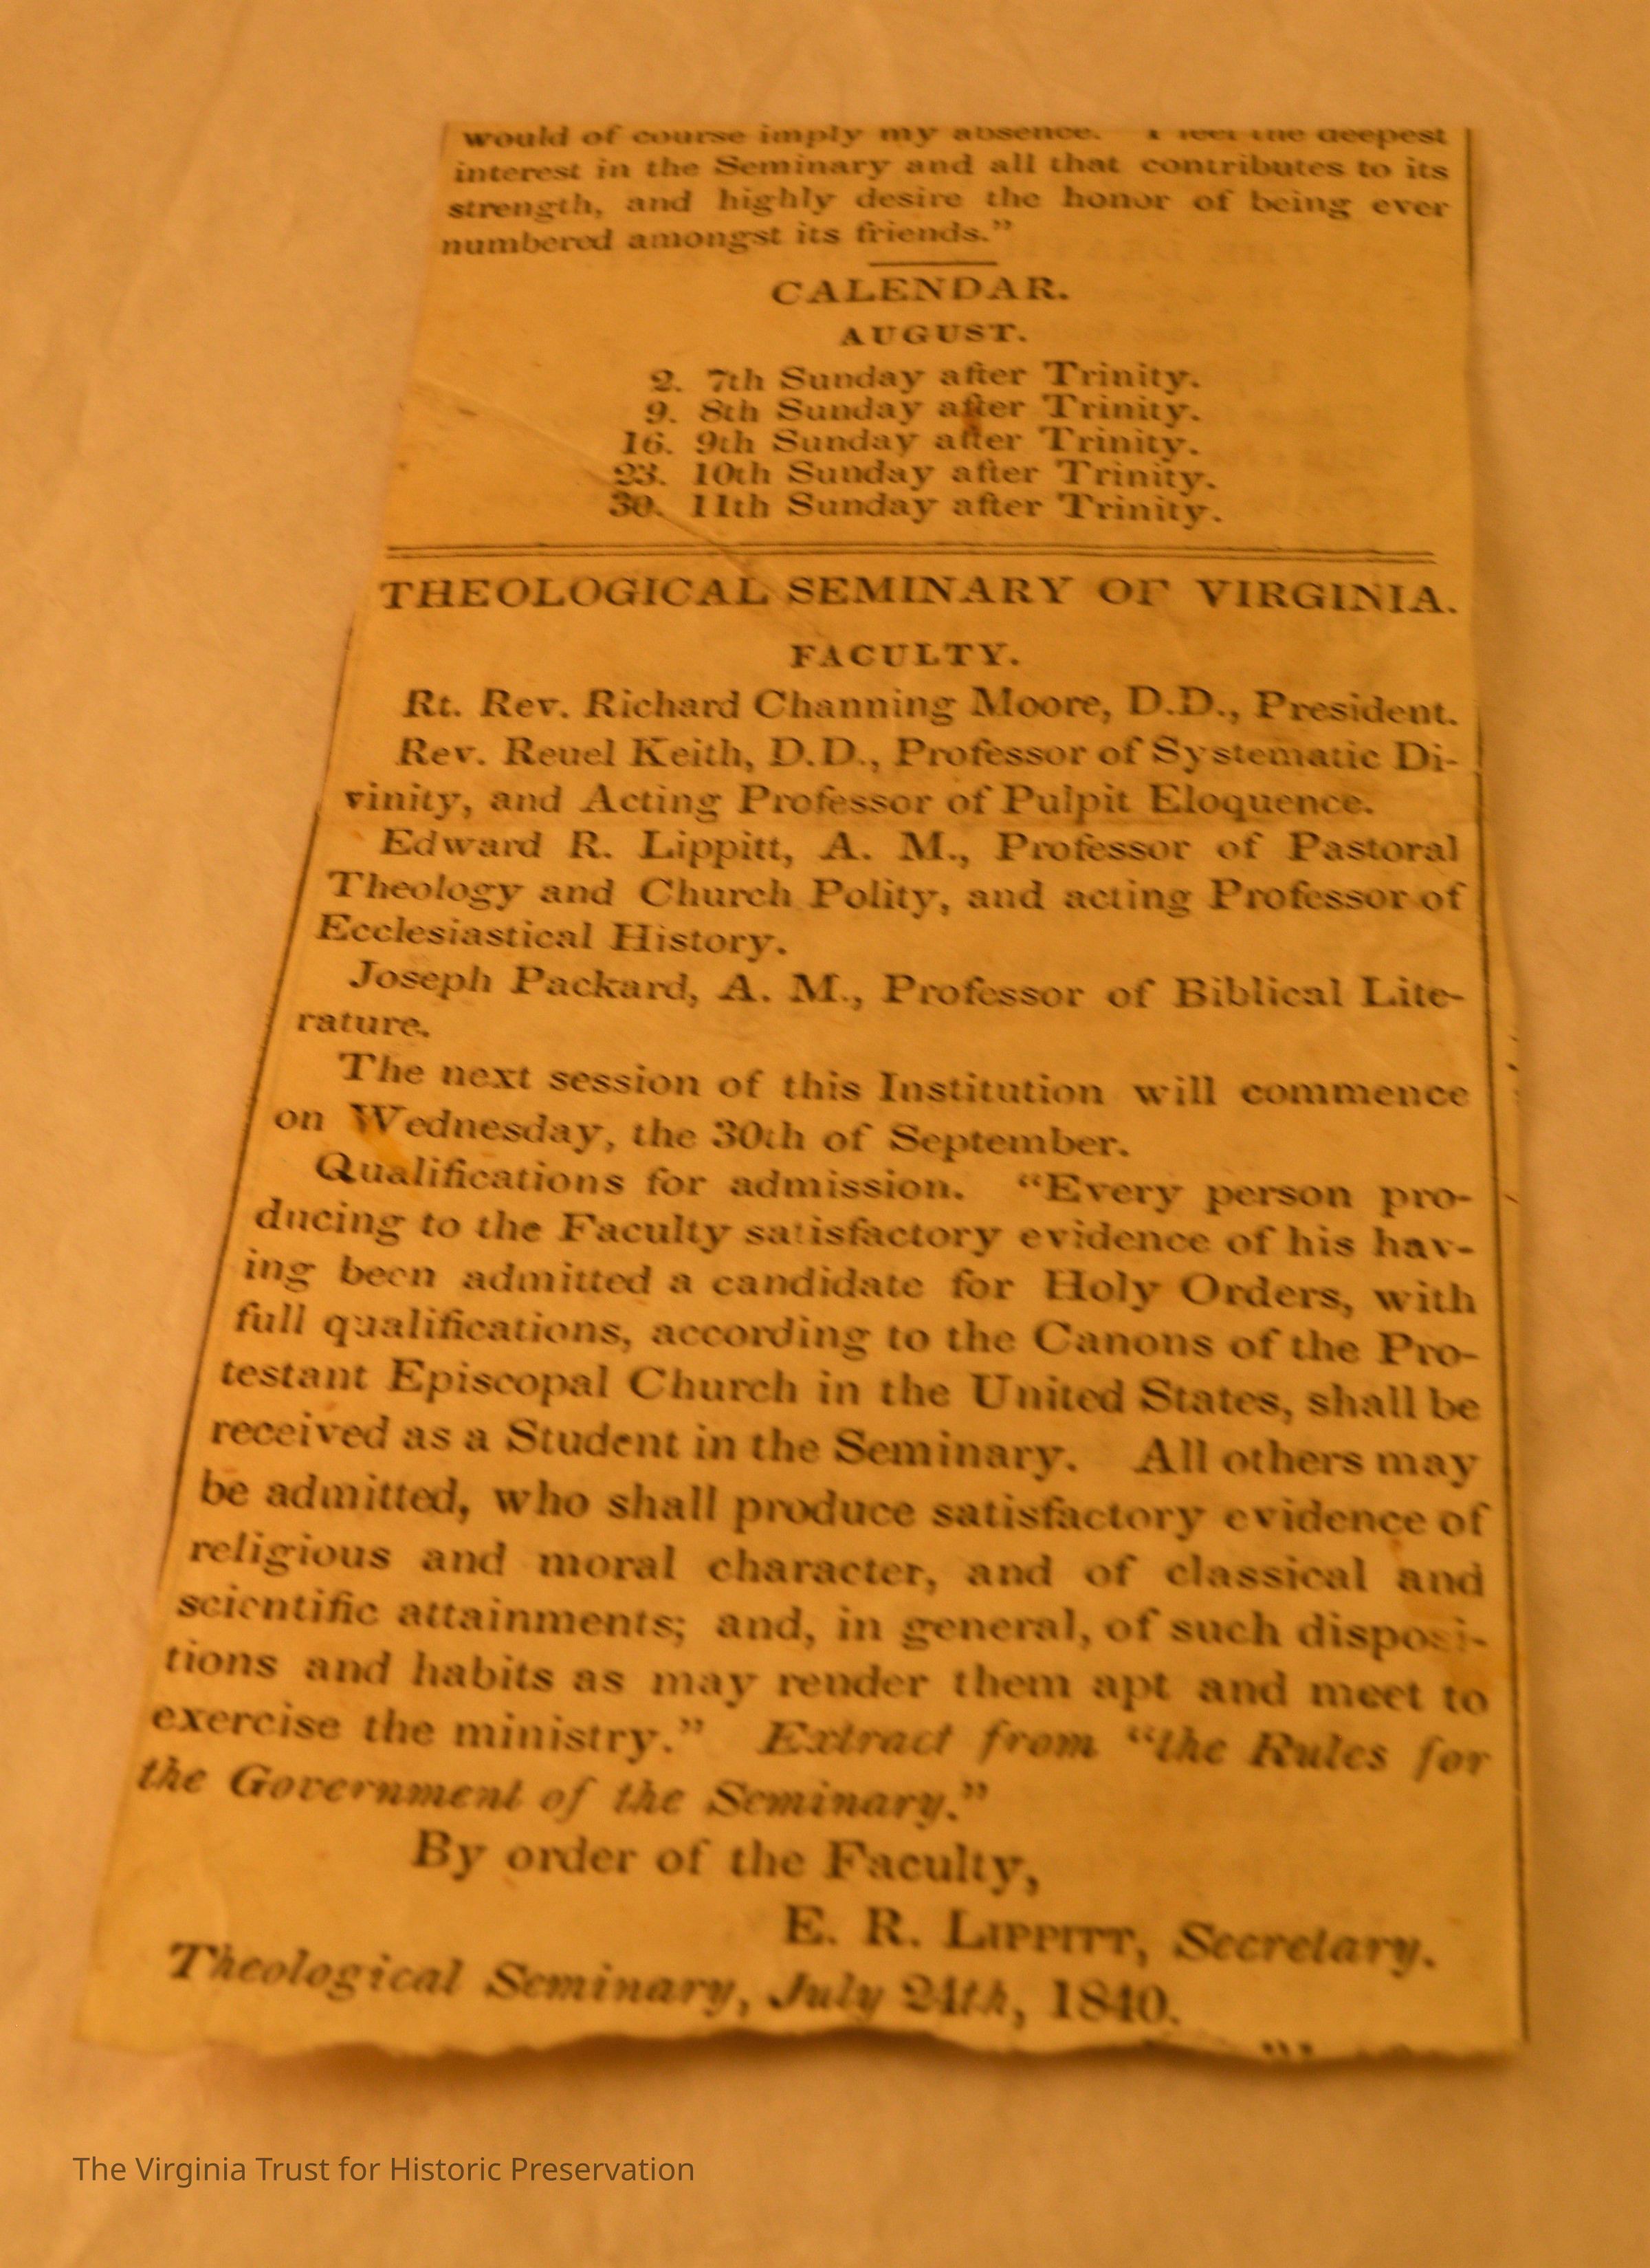 would of course imply my absence. I feel the deepest
interest in the Seminary and all that contributes to its
strength, and highly desire the honor of being ever
numbered amongst its friends."
CALENDAR.
AUGUST.
2. 7th Sunday after Trinity.
9. 8th Sunday after Trinity.
16. 9th Sunday after Trinity.
23. 10th Sunday after Trinity.
30. 11th Sunday after Trinity.
THEOLOGICAL SEMINARY OF VIRGINIA.
FACULTY.
Rt. Rev. Richard Channing Moore, D.D., President.
Rev. Reuel Keith, D.D., Professor of Systematic Di-
vinity, and Acting Professor of Pulpit Eloquence.
Edward R. Lippitt, A. M., Professor of Pastoral
Theology and Church Polity, and acting Professor of
Ecclesiastical History.
Joseph Packard, A. M., Professor of Biblical Lite-
rature.
The next session of this Institution will commence
on Wednesday, the 30th of September.
Qualifications for admission. "Every person pro-
ducing to the Faculty satisfactory evidence of his hav-
ing been admitted a candidate for Holy Orders, with
full qualifications, according to the Canons of the Pro-
testant Episcopal Church in the United States, shall be
received as a Student in the Seminary. All others may
be admitted, who shall produce satisfactory evidence of
religious and moral character, and of classical and
scientific attainments; and, in general, of such disposi-
tions and habits as may render them apt and meet to
exercise the ministry." Extract from "the Rules for
the Government of the Seminary."
By order of the Faculty,
E. R. LIPPITT, Secretary.
Theological Seminary, July 24th, 1840.
The Virginia Trust for Historic Preservation